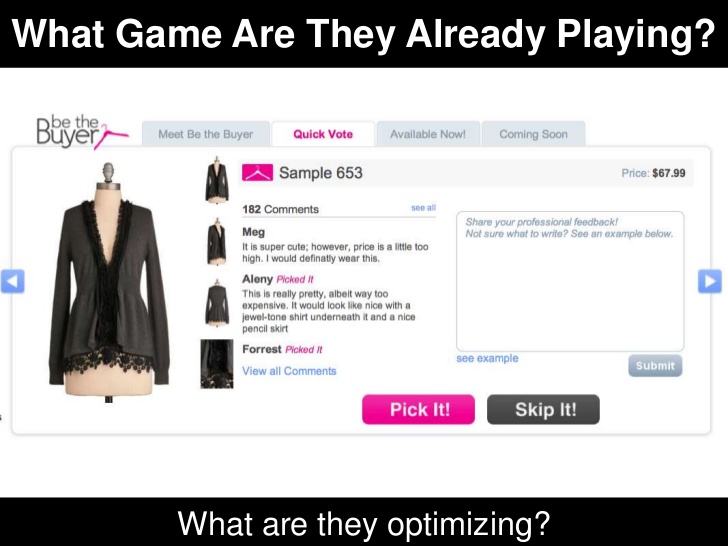 What Game Are They Already Playing?
be the
Buyer
Meet Be the Buyer
Quick Vote
Available Now!
Coming Soon
Sample 653
Price: $67.99
182 Comments
see all
Meg
It is super cute; however, price is a little too
high. I would definatly wear this.
Aleny Picked It
This is really pretty, albeit way too
expensive. It would look like nice with a
jewel-tone shirt underneath it and a nice
pencil skirt
Forrest Picked It
View all Comments
Share your professional feedback!
Not sure what to write? See an example below.
see example
Submit
Pick It!
Skip It!
What are they optimizing?